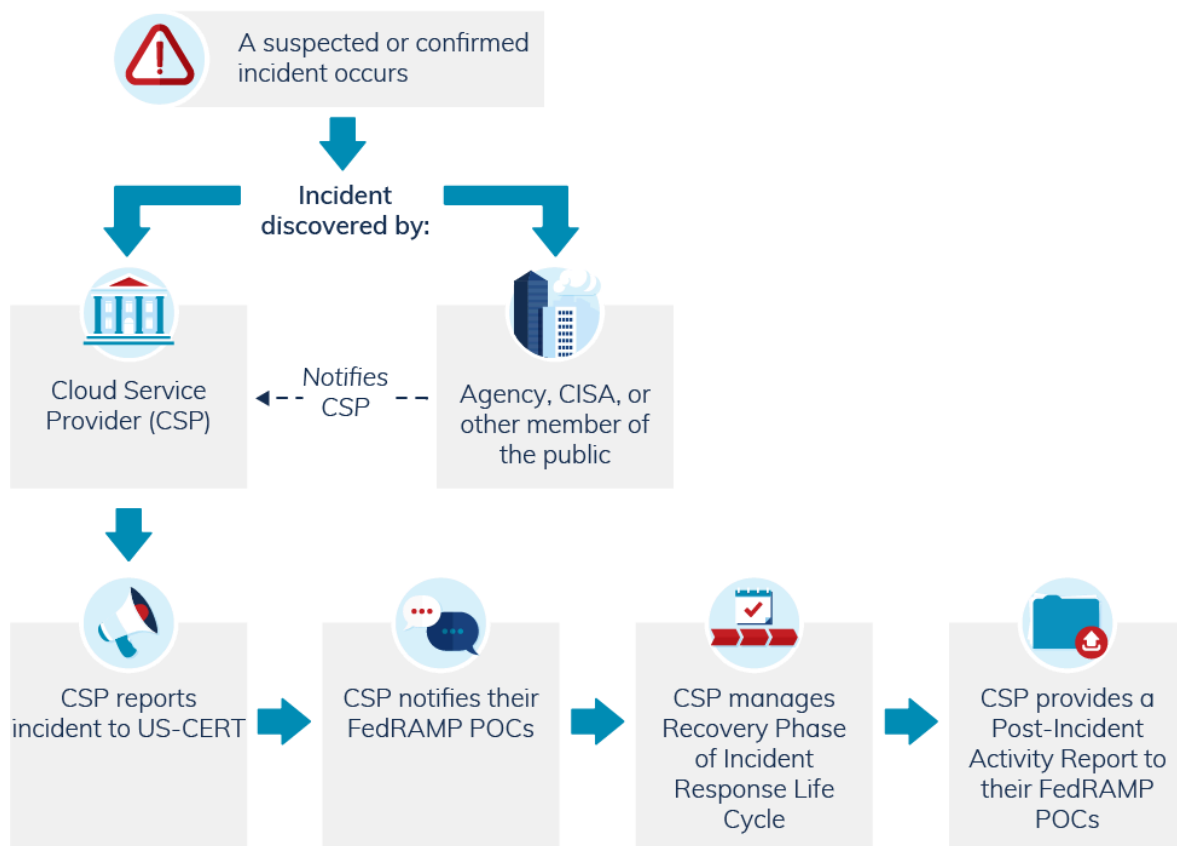 A suspected or confirmed
incident occurs
Incident
discovered by:
Cloud Service
Provider (CSP)
Notifies
CSP
Agency, CISA, or
other member of
the public
CSP reports
incident to US-CERT
CSP notifies their
FedRAMP POCs
CSP manages
Recovery Phase
of Incident
Response Life
Cycle
CSP provides a
Post-Incident
Activity Report to
their FedRAMP
POCs